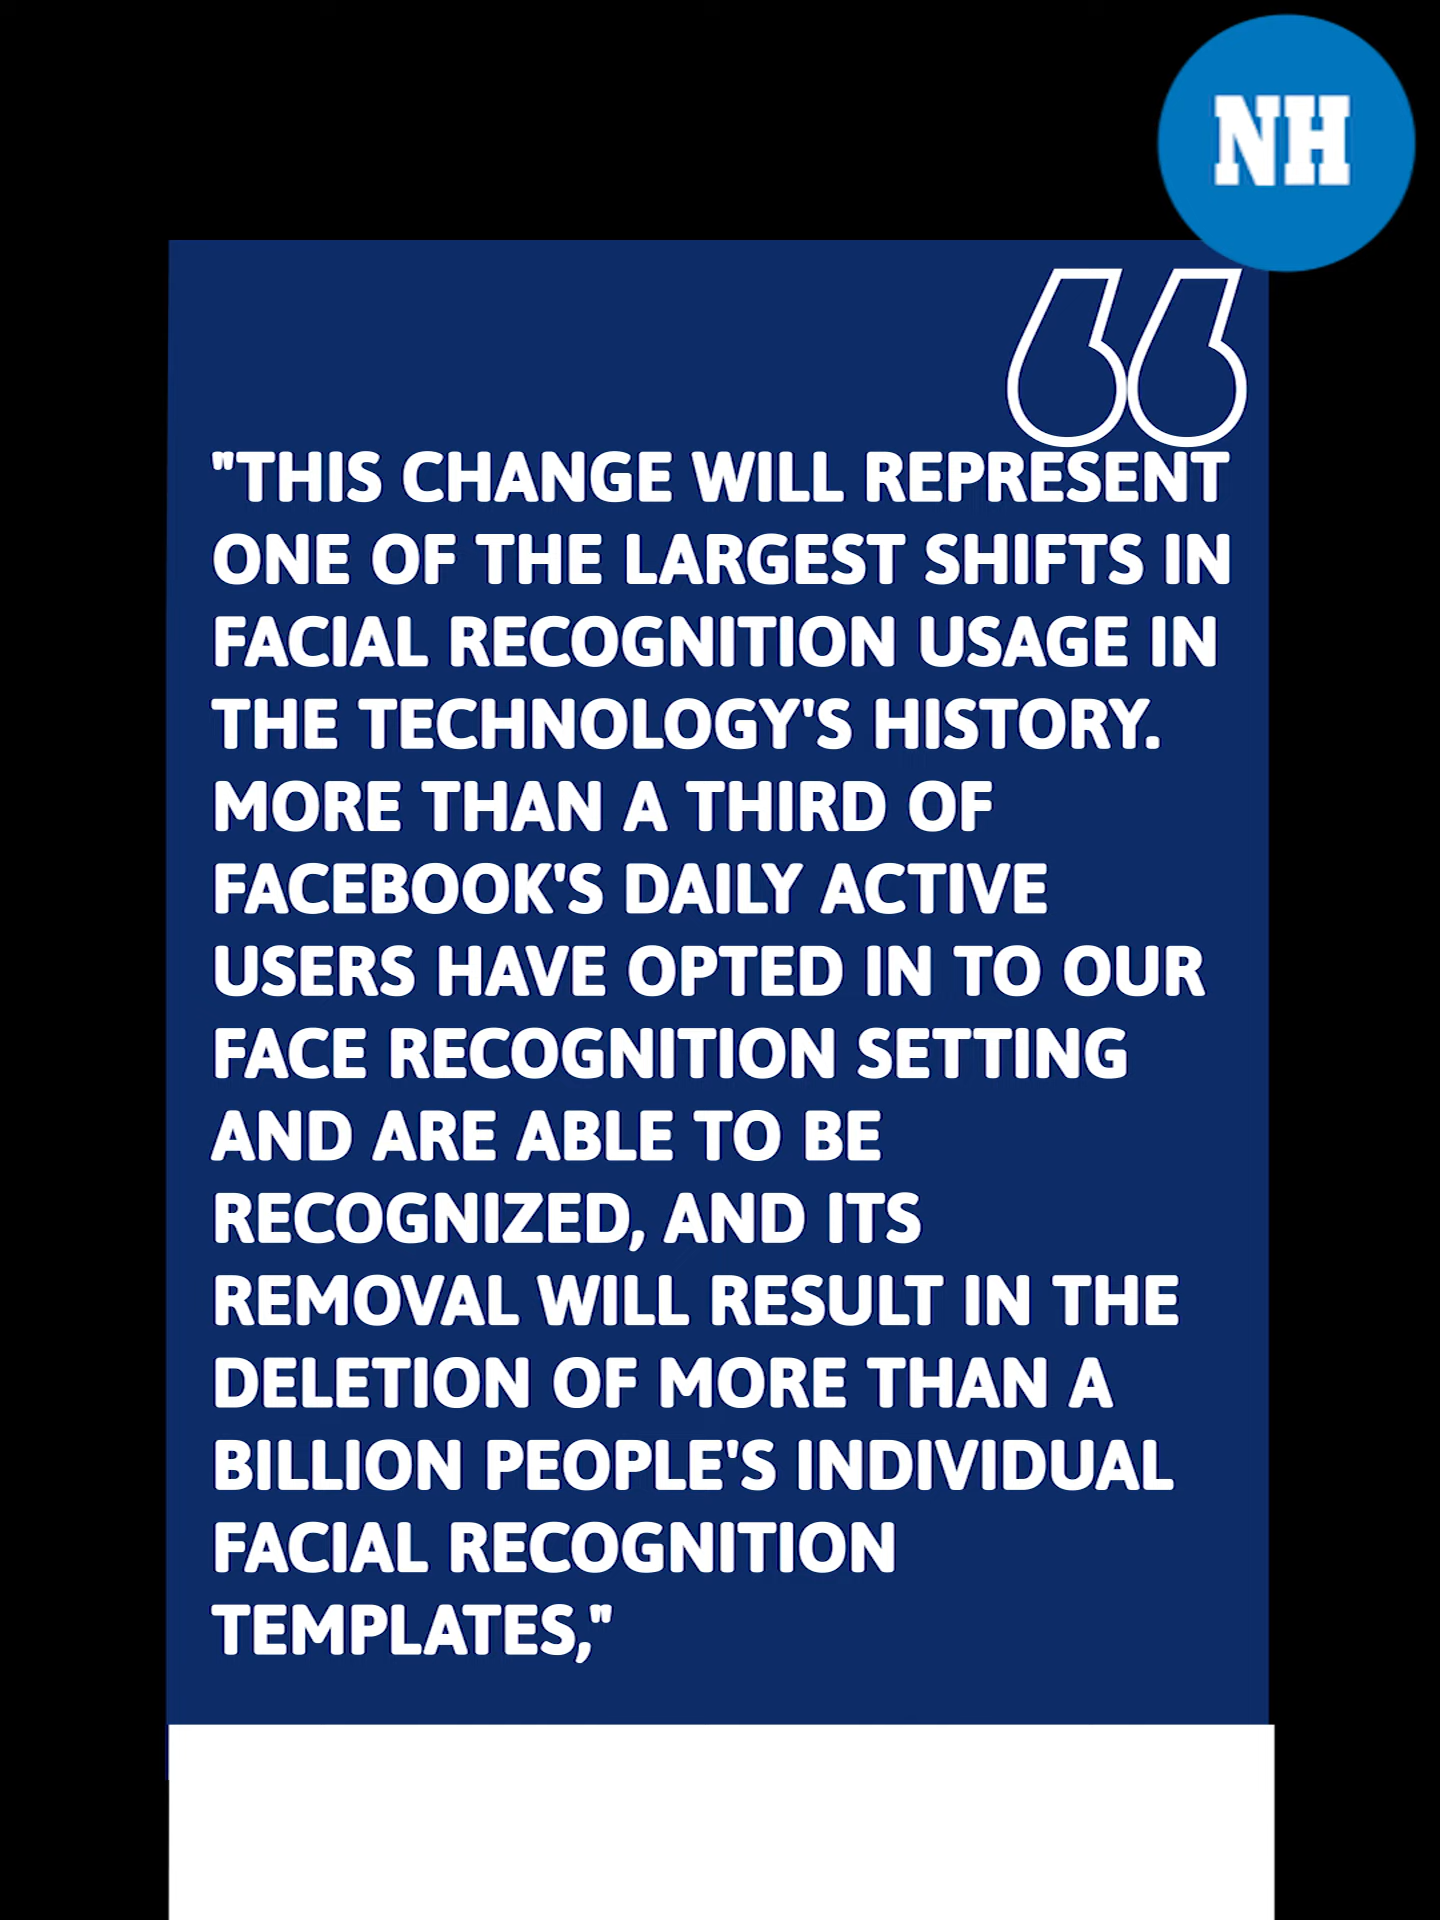 NH
"THIS CHANGE WILL REPRESENT
ONE OF THE LARGEST SHIFTS IN
FACIAL RECOGNITION USAGE IN
THE TECHNOLOGY'S HISTORY.
MORE THAN A THIRD OF
FACEBOOK'S DAILY ACTIVE
USERS HAVE OPTED IN TO OUR
FACE RECOGNITION SETTING
AND ARE ABLE TO BE
RECOGNIZED, AND ITS
REMOVAL WILL RESULT IN THE
DELETION OF MORE THAN A
BILLION PEOPLE'S INDIVIDUAL
FACIAL RECOGNITION
TEMPLATES,"